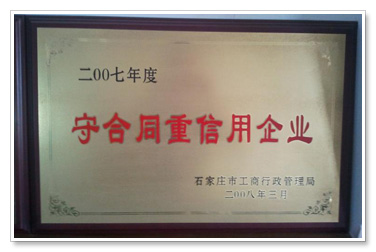 二00七年度
守合同重信用企业
石家庄市工商行政管理局
二00八年三月